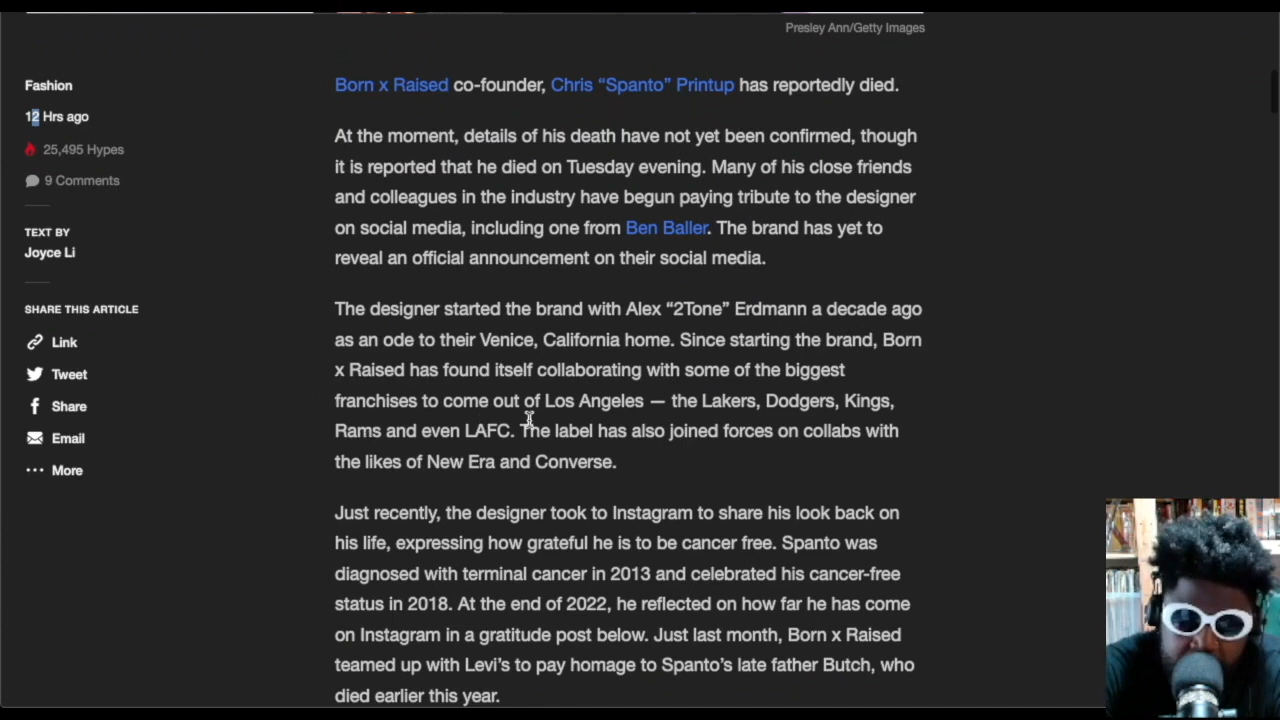 Presley Ann/Getty Images
Fashion
12 Hrs ago
25,495 Hypes
9 Comments
TEXT BY
Joyce Li
SHARE THIS ARTICLE
Link
Tweet
Share
Email
More
Born x Raised co-founder, Chris “Spanto” Printup has reportedly died.
At the moment, details of his death have not yet been confirmed, though
it is reported that he died on Tuesday evening. Many of his close friends
and colleagues in the industry have begun paying tribute to the designer
on social media, including one from Ben Baller. The brand has yet to
reveal an official announcement on their social media.
The designer started the brand with Alex “2Tone” Erdmann a decade ago
as an ode to their Venice, California home. Since starting the brand, Born
x Raised has found itself collaborating with some of the biggest
franchises to come out of Los Angeles — the Lakers, Dodgers, Kings,
Rams and even LAFC. The label has also joined forces on collabs with
the likes of New Era and Converse.
Just recently, the designer took to Instagram to share his look back on
his life, expressing how grateful he is to be cancer free. Spanto was
diagnosed with terminal cancer in 2013 and celebrated his cancer-free
status in 2018. At the end of 2022, he reflected on how far he has come
on Instagram in a gratitude post below. Just last month, Born x Raised
teamed up with Levi’s to pay homage to Spanto’s late father Butch, who
died earlier this year.